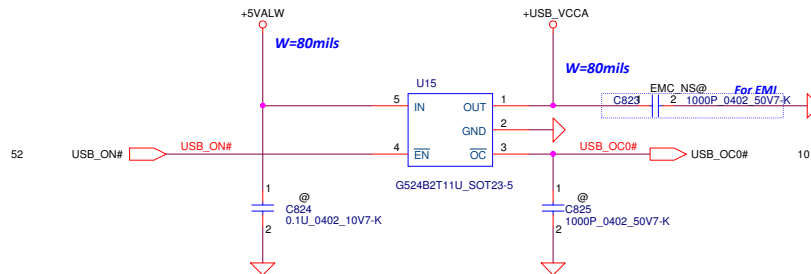 +5VALW
+USB_VCCA
W=80mils
W=80mils
U15
EMC_NS@
For EMI
C823
1
2
1000P_0402_50V7-K
5
IN
OUT
1
GND
2
52
USB_ON#
USB_ON#
4
EN
OC
3
USB_OC0#
USB_OC0#
10
G524B2T11U_SOT23-5
1
@
C824
0.1U_0402_10V7-K
2
1
@
C825
1000P_0402_50V7-K
2